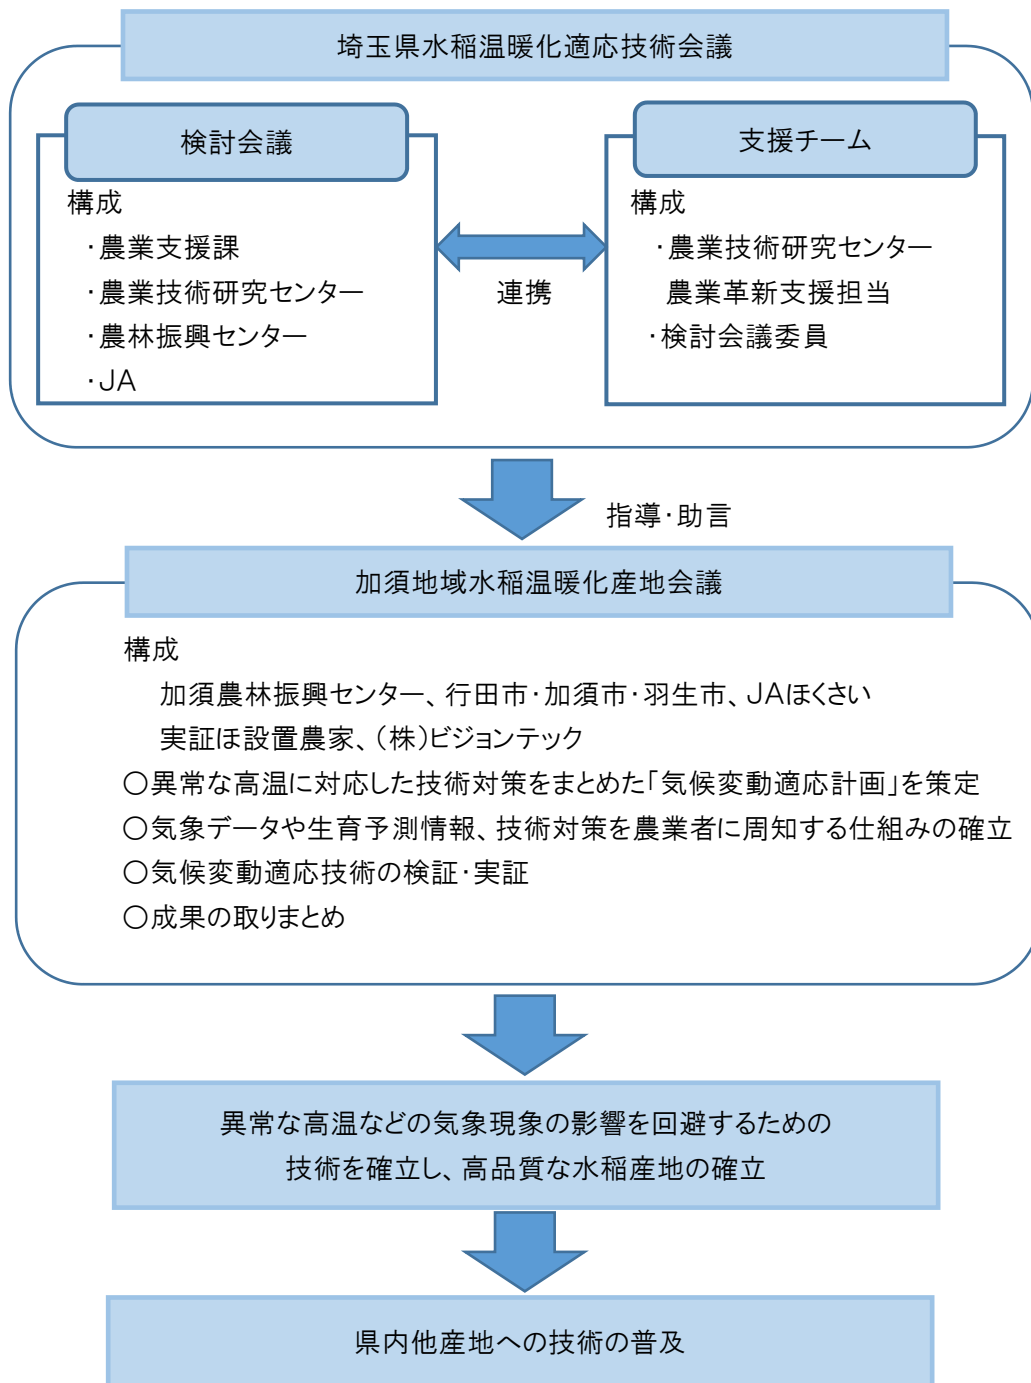 埼玉県水稲温暖化適応技術会議
検討会議
構成
・農業支援課
・農業技術研究センター
・農林振興センター
・JA
連携
支援チーム
構成
・農業技術研究センター
農業革新支援担当
・検討会議委員
指導・助言
加須地域水稲温暖化産地会議
構成
加須農林振興センター、行田市・加須市・羽生市、JAほくさい
実証ほ設置農家、(株)ビジョンテック
○異常な高温に対応した技術対策をまとめた「気候変動適応計画」を策定
○気象データや生育予測情報、技術対策を農業者に周知する仕組みの確立
○気候変動適応技術の検証・実証
○成果の取りまとめ
異常な高温などの気象現象の影響を回避するための
技術を確立し、高品質な水稲産地の確立
県内他産地への技術の普及